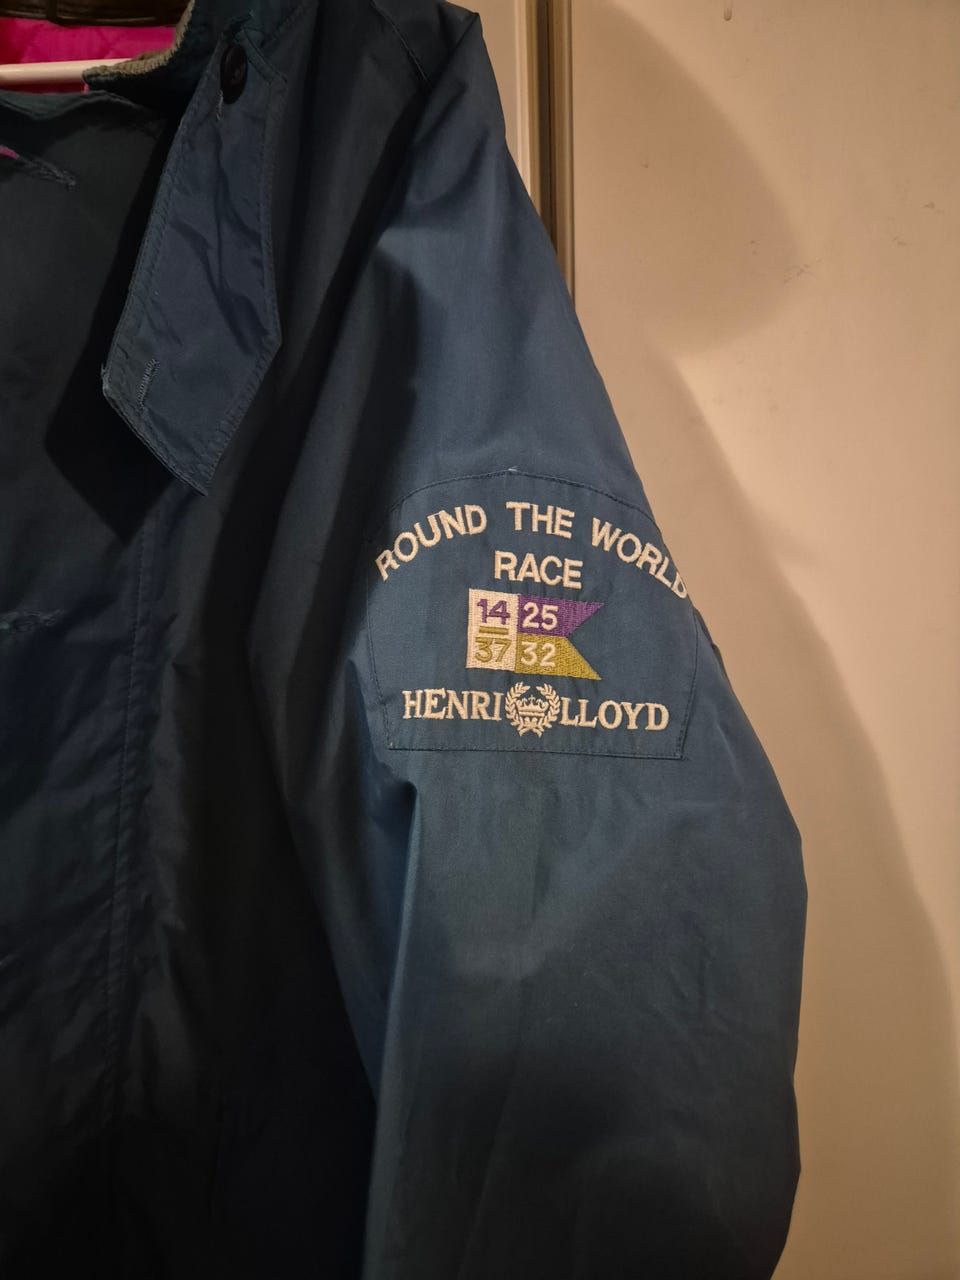 ROUND THE WORLD
RACE
14 25
37 32
HENRI LLOYD